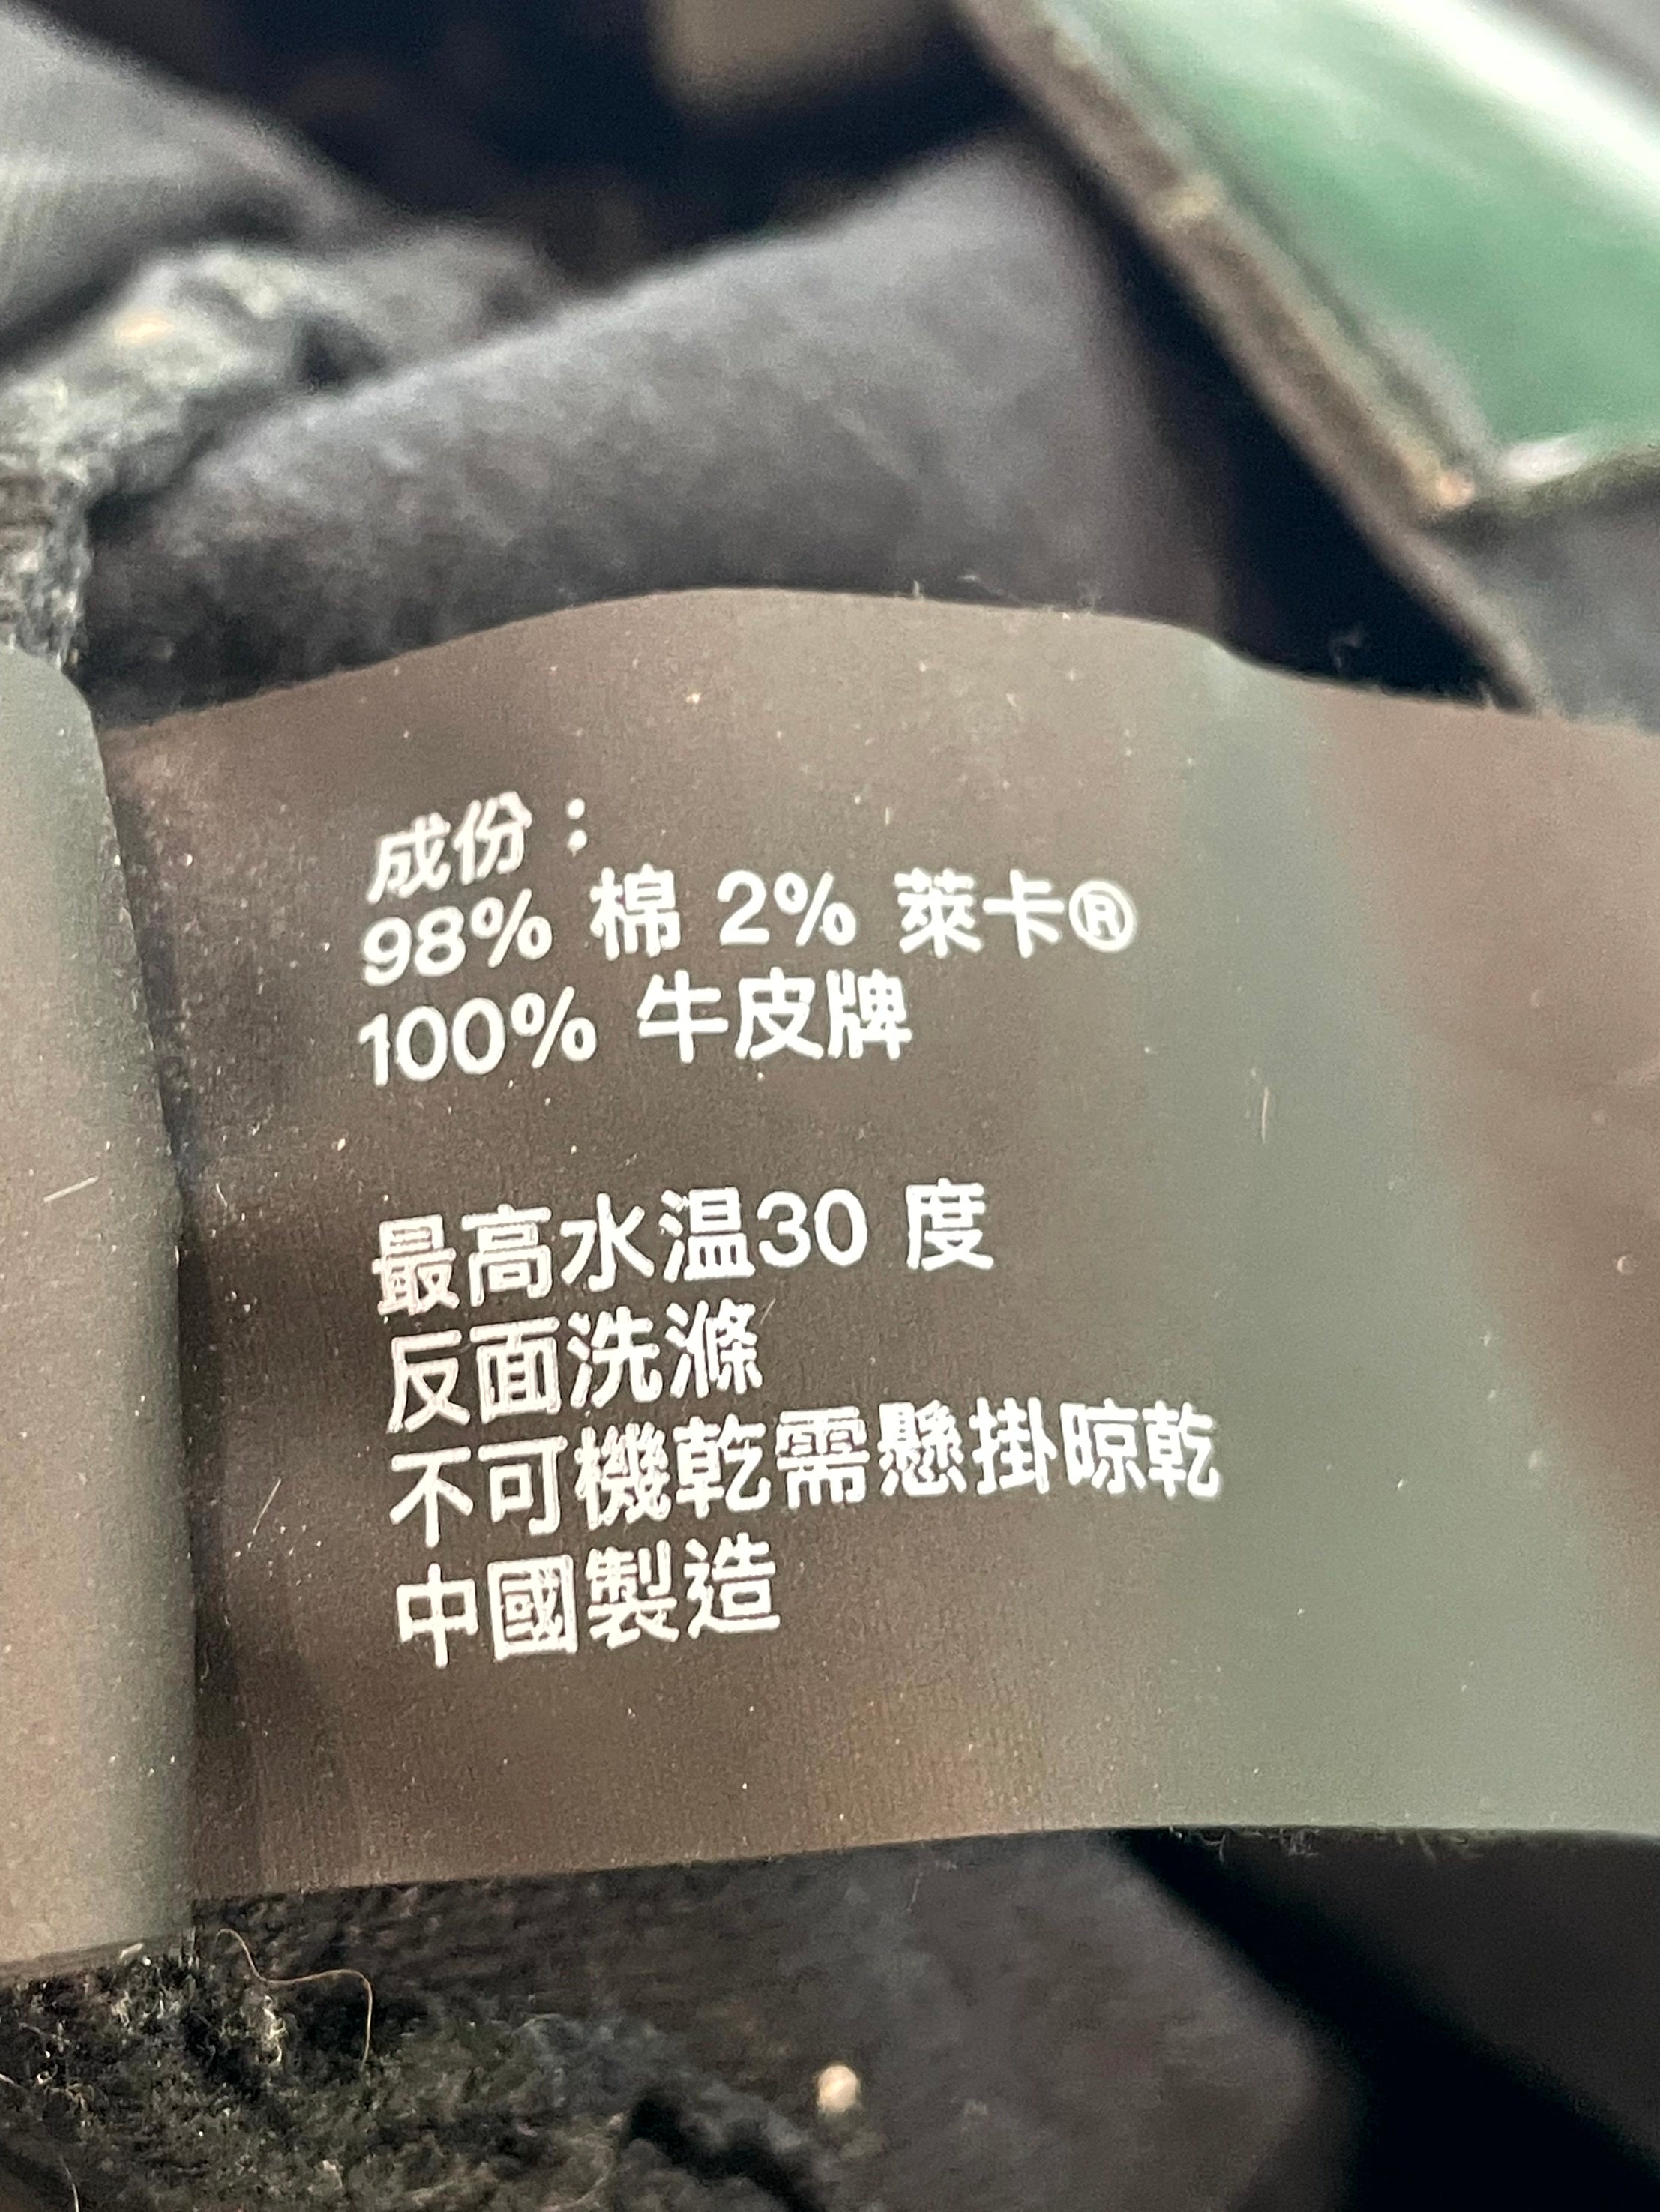 成份：
98% 棉 2% 萊卡®
100% 牛皮牌
最高水温30 度
反面洗滌
不可機乾需懸掛晾乾
中國製造